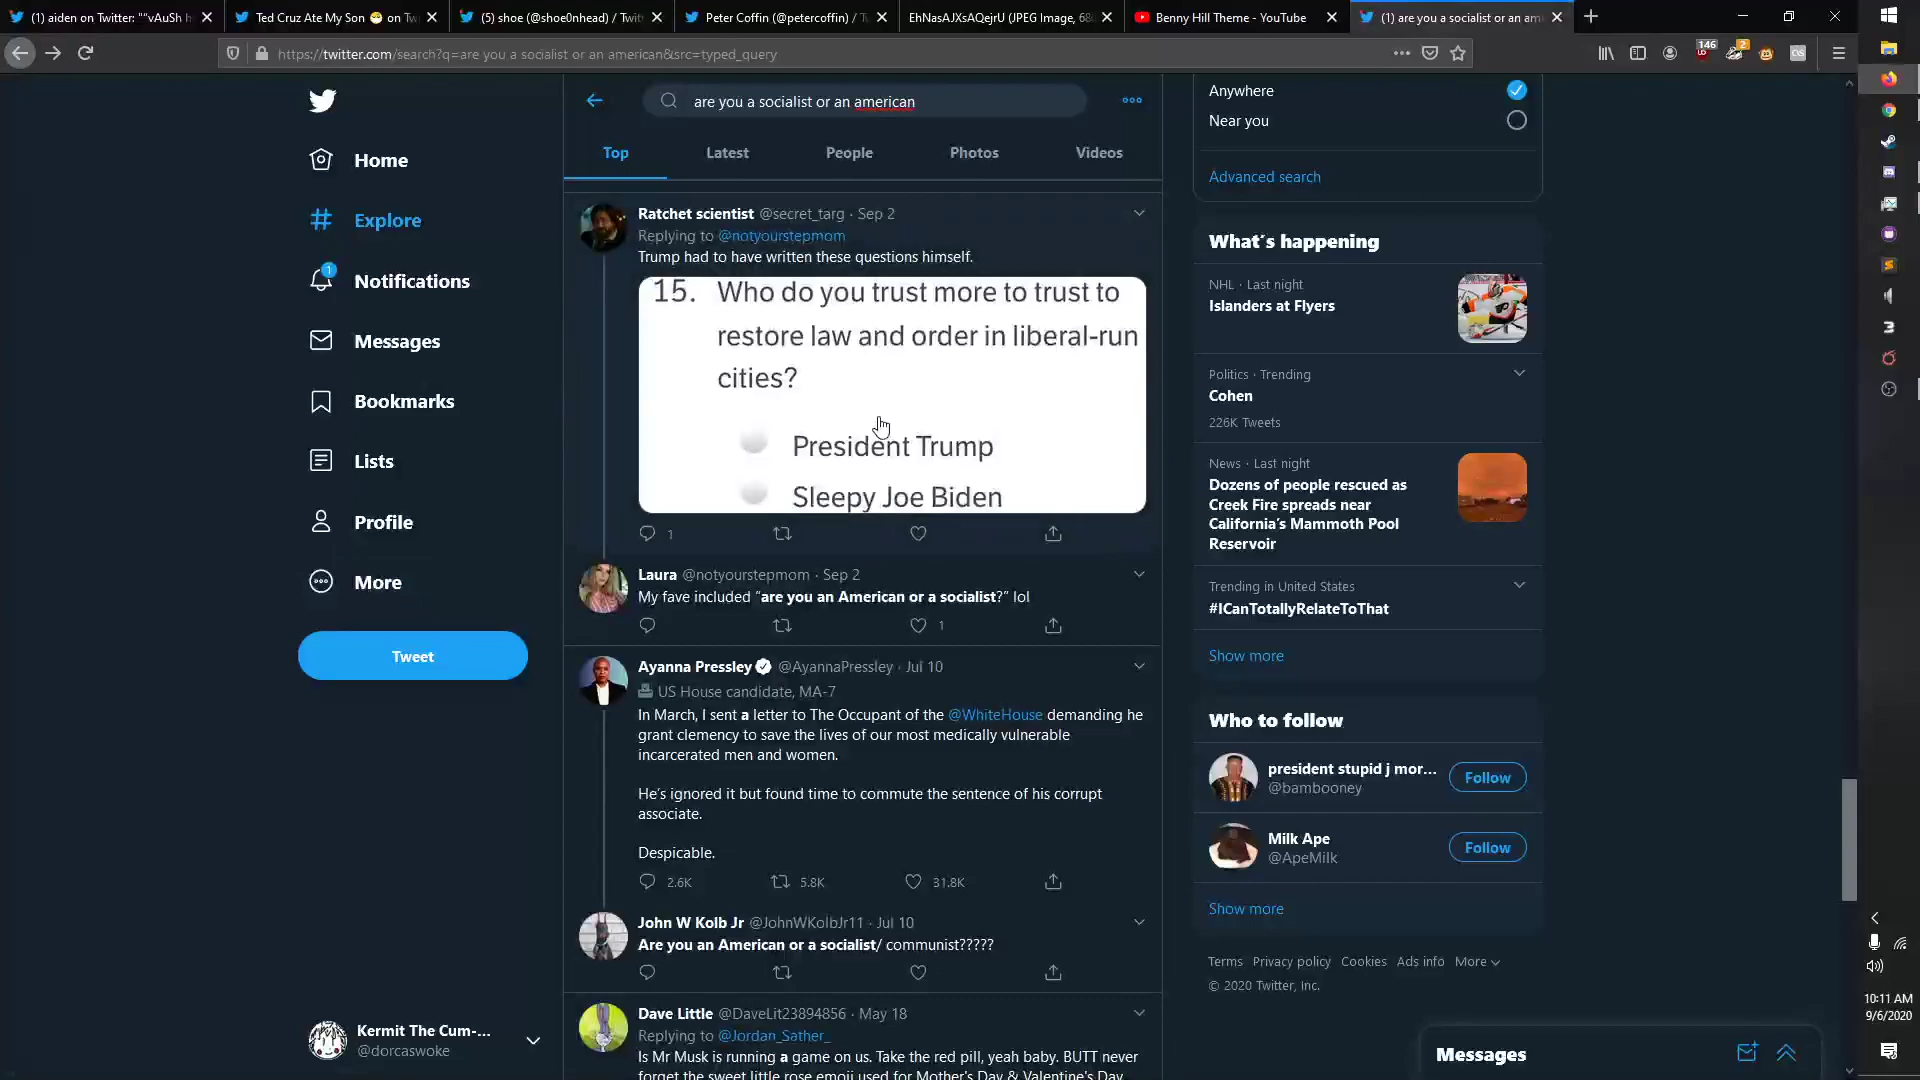 (1) aiden on Twitter: "“vAuSh h
Ted Cruz Ate My Son 😷 on Tw
(5) shoe (@shoe0nhead) / Twit
Peter Coffin (@petercoffin) / Tw
EhNasAJXsAQejrU (JPEG Image, 68
Benny Hill Theme - YouTube
(1) are you a socialist or an am
https://twitter.com/search?q=are you a socialist or an american&src=typed_query
146
2
are you a socialist or an american
Top
Latest
People
Photos
Videos
Home
Explore
1
Notifications
Messages
Bookmarks
Lists
Profile
More
Tweet
Kermit The Cum-...
@dorcaswoke
Ratchet scientist @secret_targ · Sep 2
Replying to @notyourstepmom
Trump had to have written these questions himself.
15. Who do you trust more to trust to
restore law and order in liberal-run
cities?
President Trump
Sleepy Joe Biden
1
Laura @notyourstepmom · Sep 2
My fave included “are you an American or a socialist?” lol
1
Ayanna Pressley @AyannaPressley · Jul 10
US House candidate, MA-7
In March, I sent a letter to The Occupant of the @WhiteHouse demanding he
grant clemency to save the lives of our most medically vulnerable
incarcerated men and women.
He’s ignored it but found time to commute the sentence of his corrupt
associate.
Despicable.
2.6K
5.8K
31.8K
John W Kolb Jr @JohnWKolbJr11 · Jul 10
Are you an American or a socialist/ communist?????
Dave Little @DaveLit23894856 · May 18
Replying to @Jordan_Sather_
Is Mr Musk is running a game on us. Take the red pill, yeah baby. BUTT never
forget the sweet little rose emoji used for Mother's Day & Valentine's Day
Anywhere
Near you
Advanced search
What’s happening
NHL · Last night
Islanders at Flyers
Politics · Trending
Cohen
226K Tweets
News · Last night
Dozens of people rescued as
Creek Fire spreads near
California’s Mammoth Pool
Reservoir
Trending in United States
#ICanTotallyRelateToThat
Show more
Who to follow
president stupid j mor...
@bambooney
Follow
Milk Ape
@ApeMilk
Follow
Show more
Terms Privacy policy Cookies Ads info More
© 2020 Twitter, Inc.
Messages
10:11 AM
9/6/2020